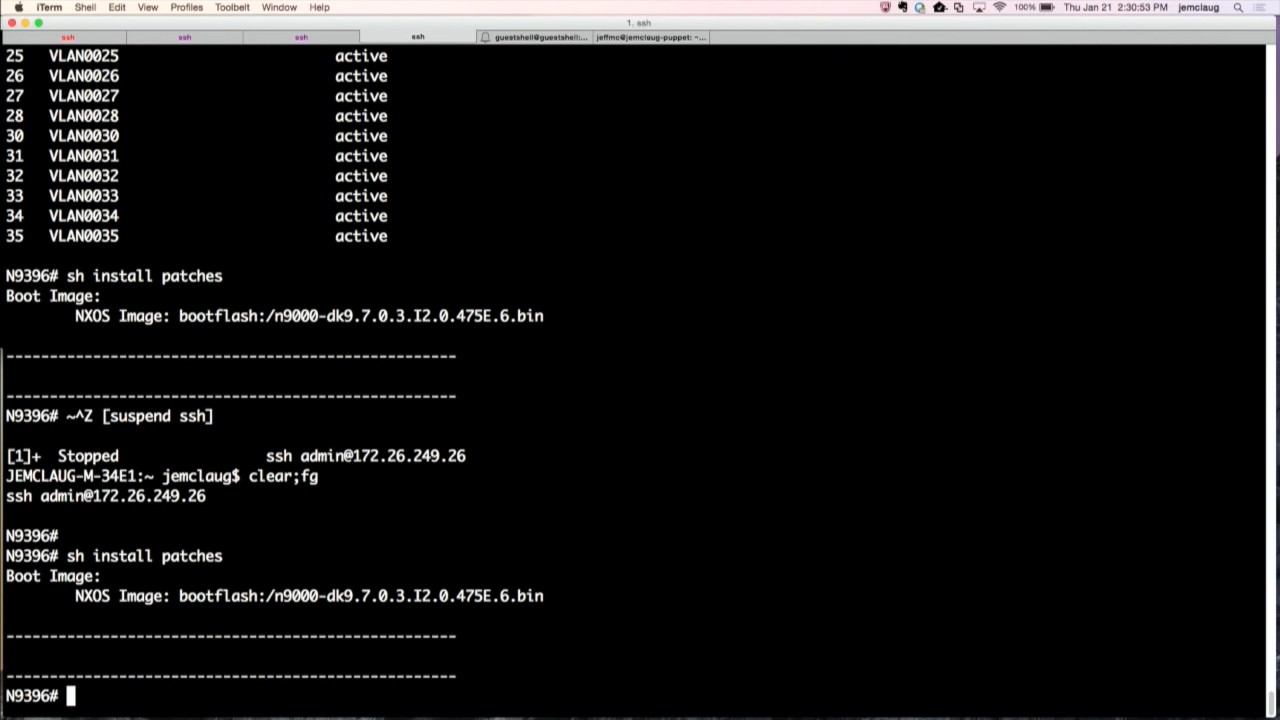 iTerm Shell Edit View Profiles Toolbelt Window Help 100% Thu Jan 21 2:30:53 PM jemclaug
1. ssh
ssh ssh ssh ssh guestshell@guestshell:... jeffmc@jemclaug-puppet: ~...
25 VLAN0025 active
26 VLAN0026 active
27 VLAN0027 active
28 VLAN0028 active
30 VLAN0030 active
31 VLAN0031 active
32 VLAN0032 active
33 VLAN0033 active
34 VLAN0034 active
35 VLAN0035 active
N9396# sh install patches
Boot Image:
NXOS Image: bootflash:/n9000-dk9.7.0.3.I2.0.475E.6.bin
----------------------------------------------------
----------------------------------------------------
N9396# ~^Z [suspend ssh]
[1]+ Stopped ssh admin@172.26.249.26
JEMCLAUG-M-34E1:~ jemclaug$ clear;fg
ssh admin@172.26.249.26
N9396#
N9396# sh install patches
Boot Image:
NXOS Image: bootflash:/n9000-dk9.7.0.3.I2.0.475E.6.bin
----------------------------------------------------
----------------------------------------------------
N9396#